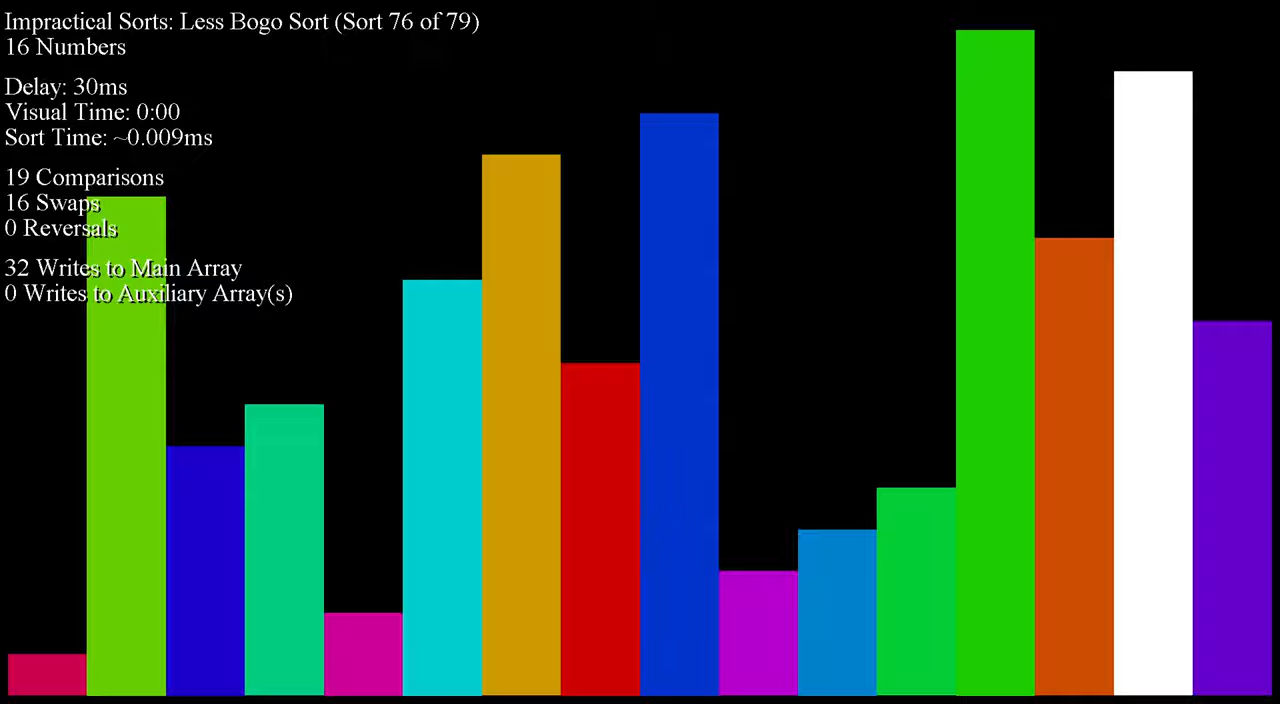 Impractical Sorts: Less Bogo Sort (Sort 76 of 79)
16 Numbers
Delay: 30ms
Visual Time: 0:00
Sort Time: ~0.009ms
19 Comparisons
16 Swaps
0 Reversals
32 Writes to Main Array
0 Writes to Auxiliary Array(s)